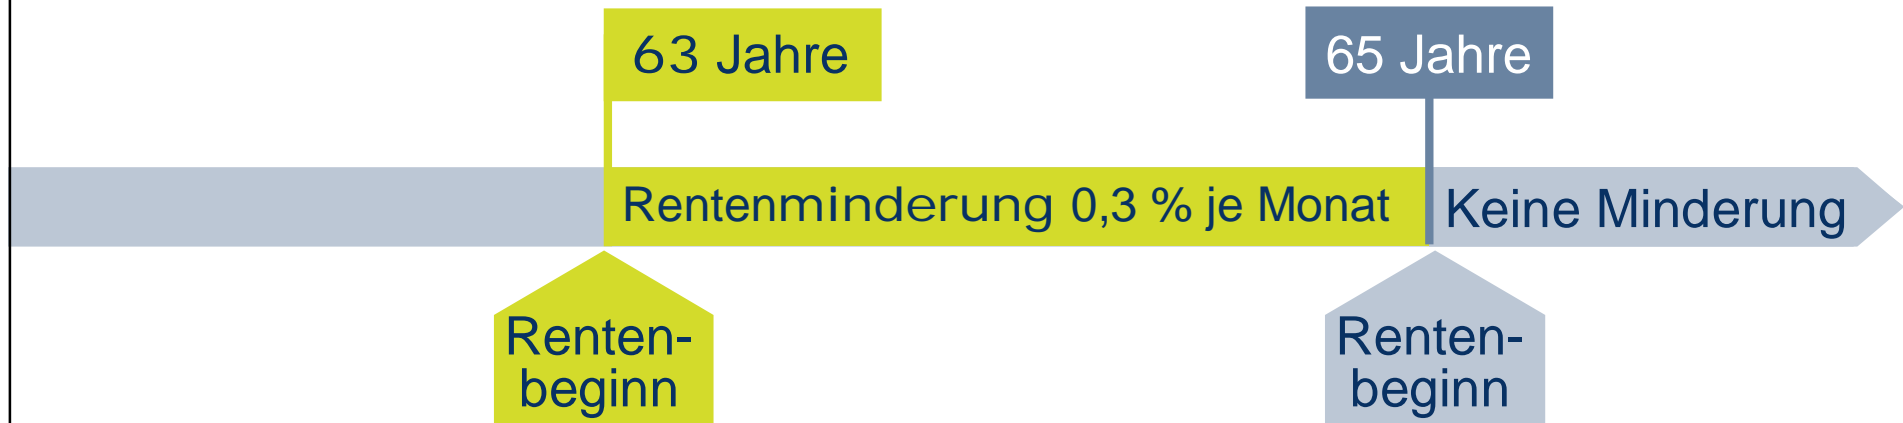 63 Jahre
65 Jahre
Rentenminderung 0,3 % je Monat
Keine Minderung
Renten-
beginn
Renten-
beginn